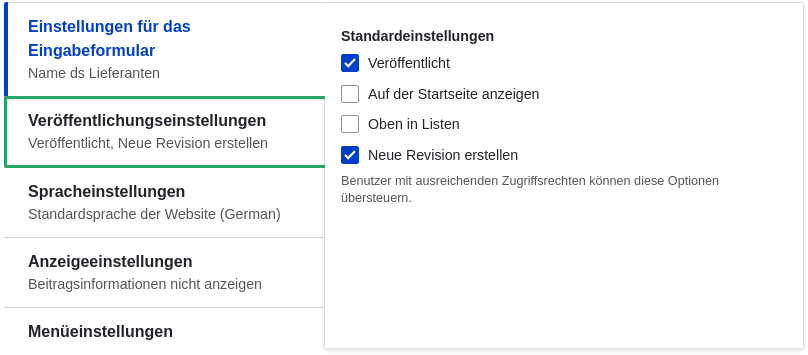 Einstellungen für das
Eingabeformular
Name ds Lieferanten
Veröffentlichungseinstellungen
Veröffentlicht, Neue Revision erstellen
Spracheinstellungen
Standardsprache der Website (German)
Anzeigeeinstellungen
Beitragsinformationen nicht anzeigen
Menüeinstellungen
Standardeinstellungen
Veröffentlicht
Auf der Startseite anzeigen
Oben in Listen
Neue Revision erstellen
Benutzer mit ausreichenden Zugriffsrechten können diese Optionen
übersteuern.